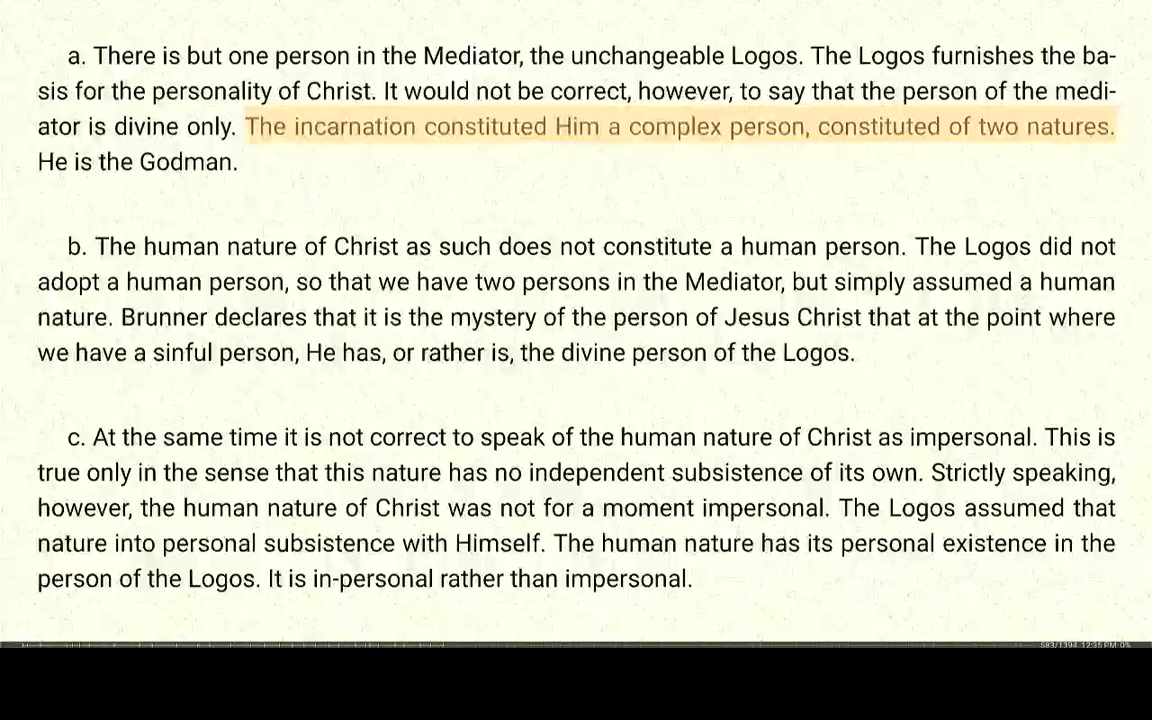 a. There is but one person in the Mediator, the unchangeable Logos. The Logos furnishes the ba-
sis for the personality of Christ. It would not be correct, however, to say that the person of the medi-
ator is divine only. The incarnation constituted Him a complex person, constituted of two natures.
He is the Godman.
b. The human nature of Christ as such does not constitute a human person. The Logos did not
adopt a human person, so that we have two persons in the Mediator, but simply assumed a human
nature. Brunner declares that it is the mystery of the person of Jesus Christ that at the point where
we have a sinful person, He has, or rather is, the divine person of the Logos.
c. At the same time it is not correct to speak of the human nature of Christ as impersonal. This is
true only in the sense that this nature has no independent subsistence of its own. Strictly speaking,
however, the human nature of Christ was not for a moment impersonal. The Logos assumed that
nature into personal subsistence with Himself. The human nature has its personal existence in the
person of the Logos. It is in-personal rather than impersonal.
583/1394 12:35 PM 0%